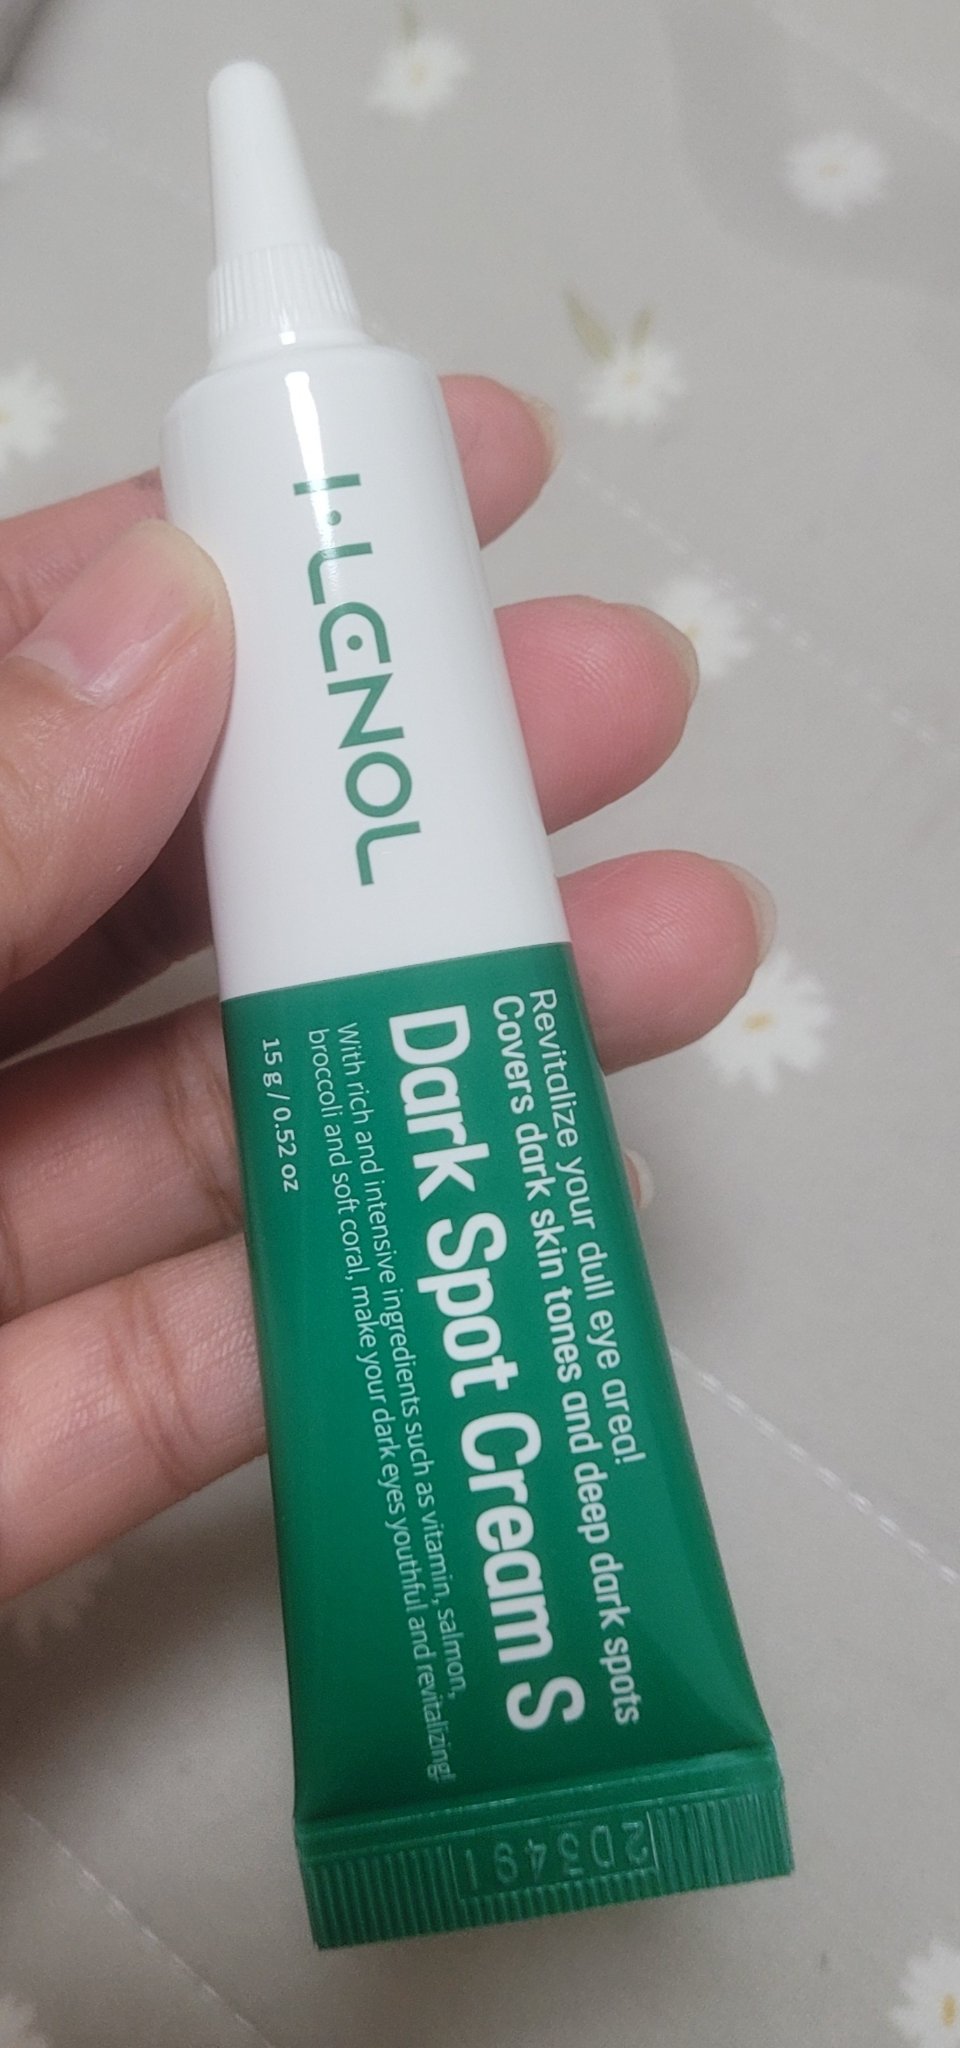 I·LENOL
Revitalize your dull eye area!
Covers dark skin tones and deep dark spots
Dark Spot Cream S
With rich and intensive ingredients such as vitamin, salmon,
broccoli and soft coral, make your dark eyes youthful and revitalizing!
15 g / 0.52 oz